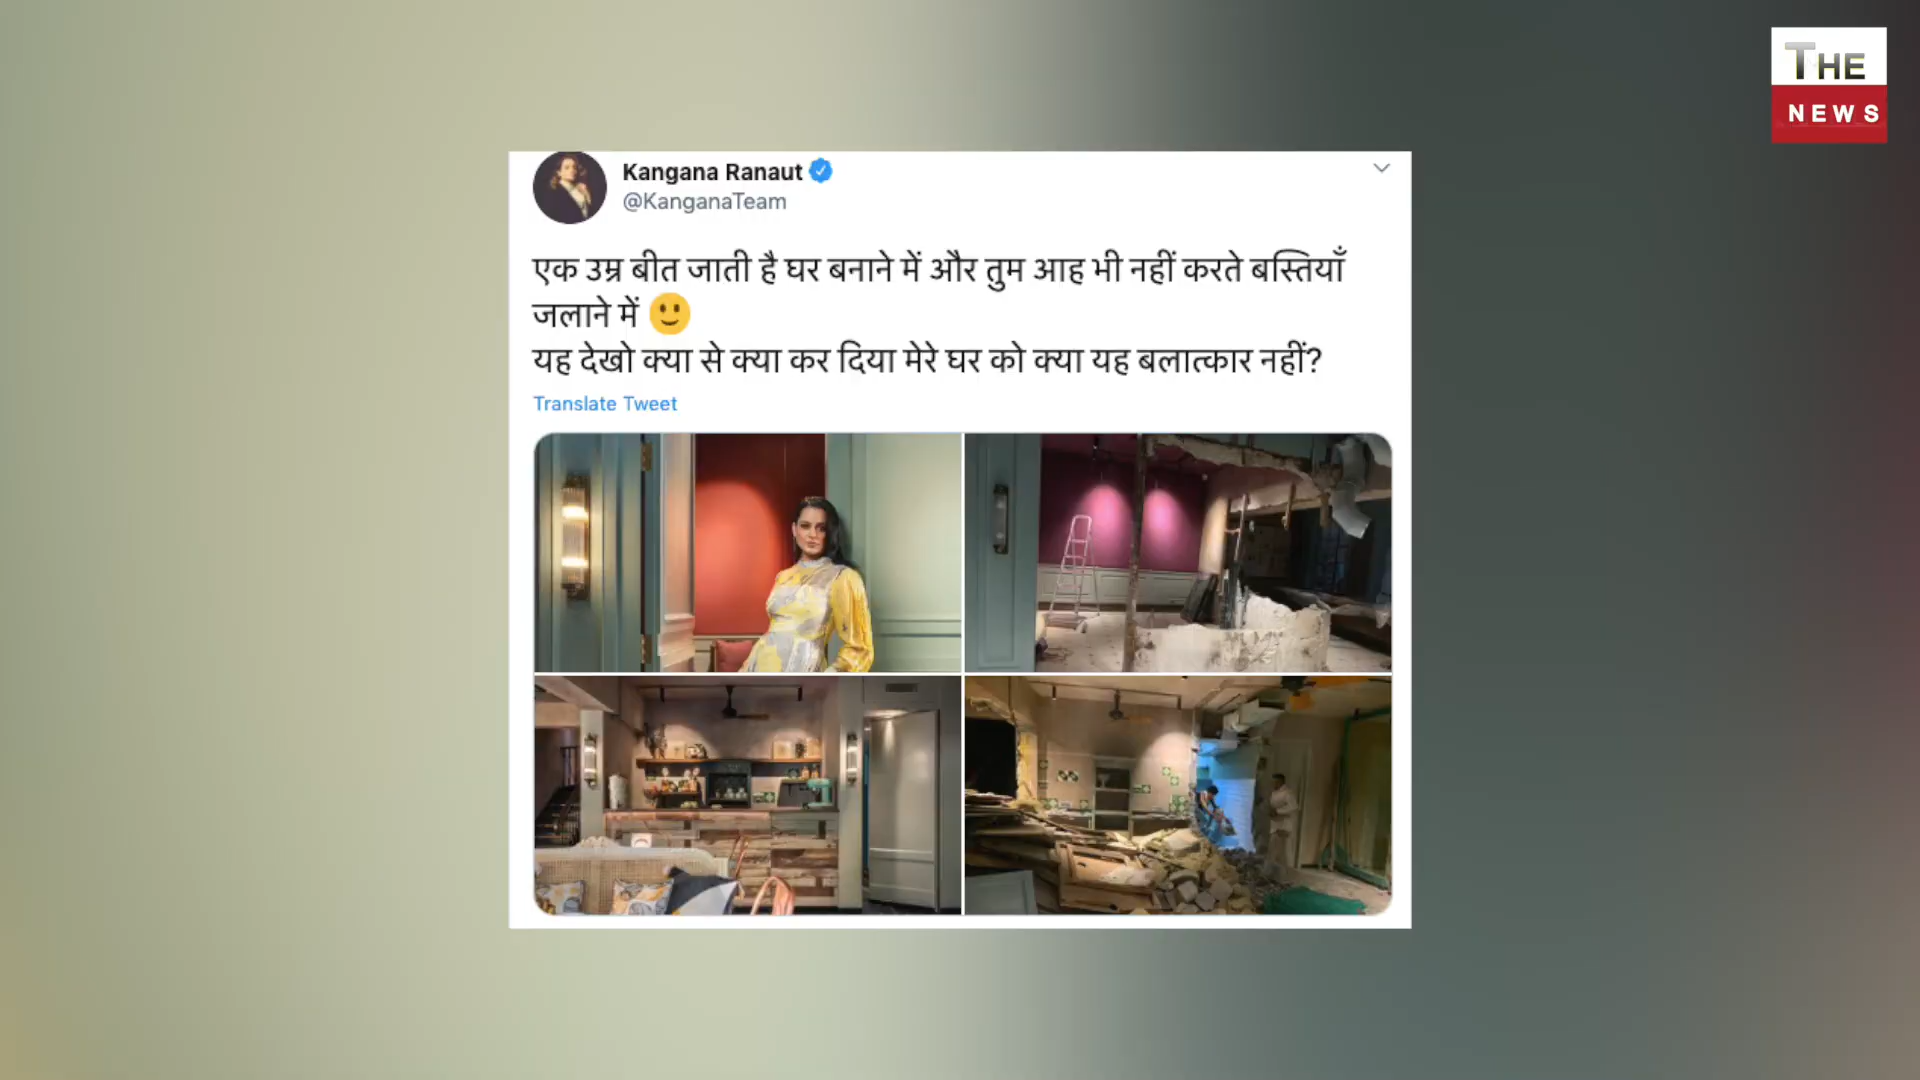 THE
NEWS
Kangana Ranaut
@KanganaTeam
एक उम्र बीत जाती है घर बनाने में और तुम आह भी नहीं करते बस्तियाँ
जलाने में 🙂
यह देखो क्या से क्या कर दिया मेरे घर को क्या यह बलात्कार नहीं?
Translate Tweet